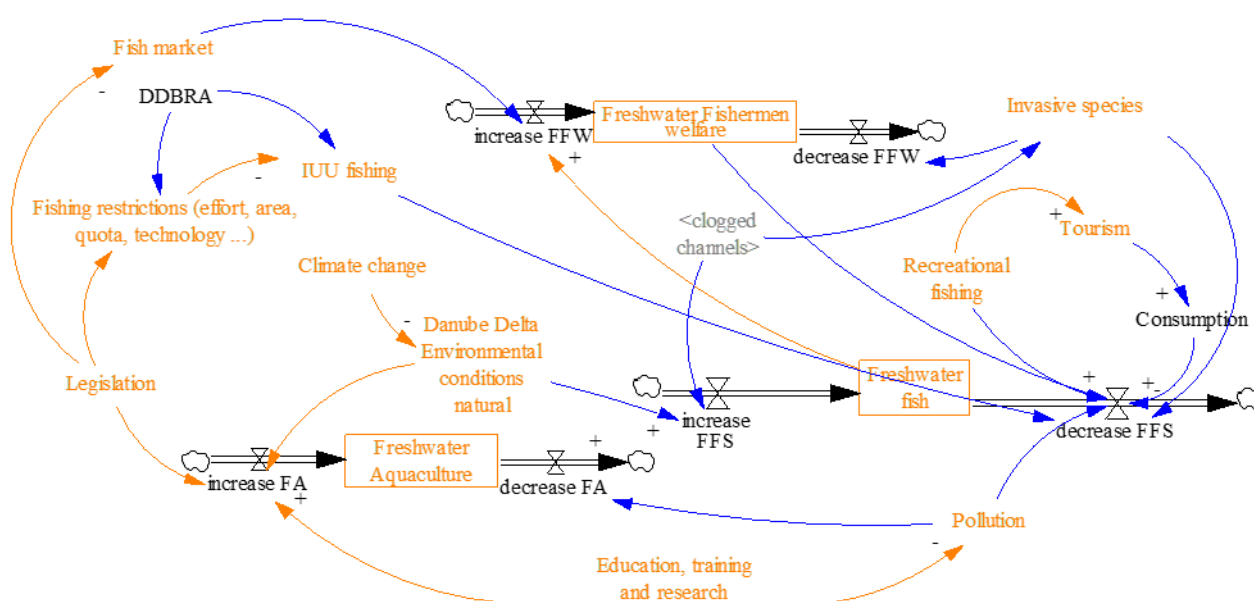 Fish market
-
DDBRA
Freshwater Fishermen
welfare
Invasive species
increase FFW
+
decrease FFW
-
IUU fishing
Fishing restrictions (effort, area,
quota, technology ...)
<clogged
channels>
+
Tourism
Climate change
Recreational
fishing
-
Danube Delta
Environmental
conditions
natural
+
Consumption
Legislation
Freshwater
fish
+
+
-
increase
FFS
+
decrease FFS
Freshwater
Aquaculture
+
increase FA
+
decrease FA
Pollution
-
Education, training
and research